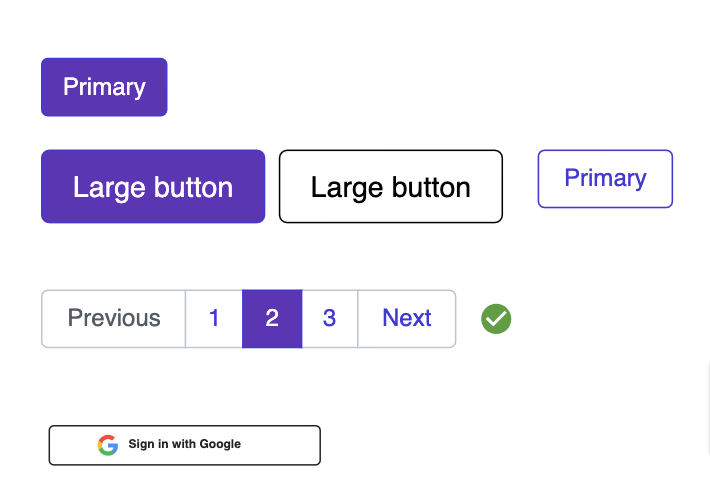 Primary
Large button Large button Primary
Previous 1 2 3 Next
Sign in with Google